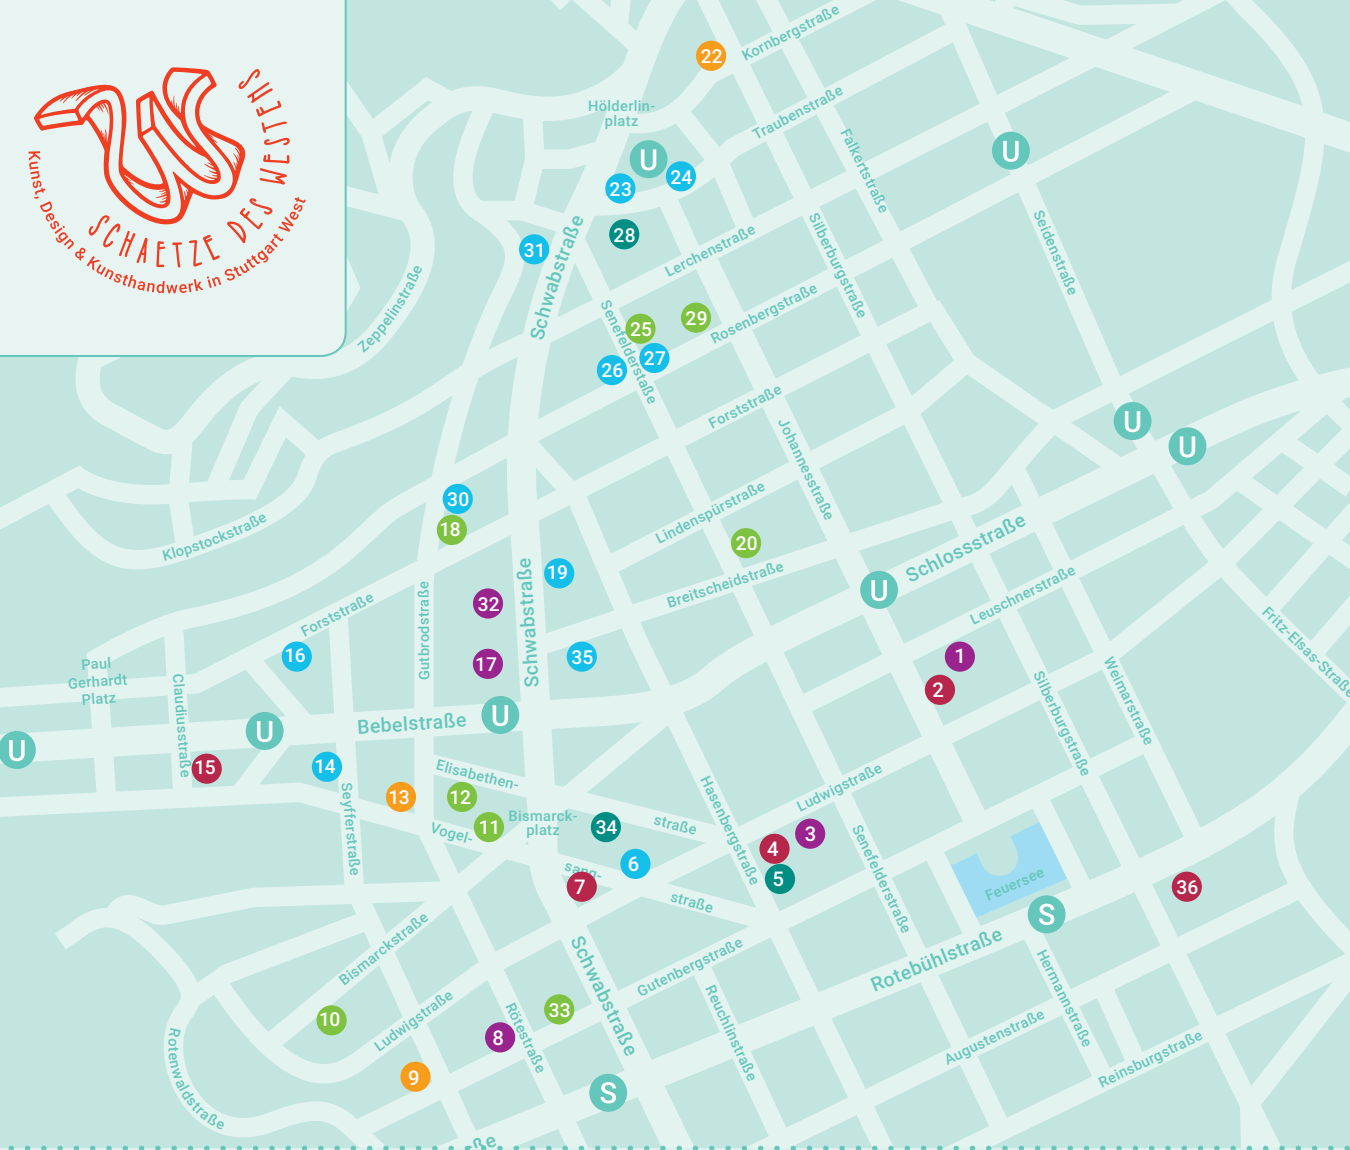 SCHAETZE DES WESTENS
Kunst, Design & Kunsthandwerk in Stuttgart West
22
Kornbergstraße
Hölderlin-
platz
Traubenstraße
Falkertstraße
U
U
23
24
28
31
Schwabstraße
Lerchenstraße
Silberburgstraße
Seidenstraße
Zeppelinstraße
Senefelderstaße
25
29
Rosenbergstraße
26
27
Forststraße
Johannesstraße
U
U
30
18
Klopstockstraße
Lindenspürstraße
20
Schlossstraße
19
Breitscheidstraße
U
Leuschnerstraße
32
Gutbrodstraße
Schwabstraße
Forststraße
16
17
35
1
2
Fritz-Elsas-Straße
Paul
Gerhardt
Platz
Claudiusstraße
Silberburgstraße
Weimarstraße
U
U
Bebelstraße
U
15
14
13
Elisabethen-
straße
12
11
Vogel-
sang-
straße
Bismarck-
platz
34
6
7
Seyfferstraße
Hasenbergstraße
Ludwigstraße
3
4
5
Senefelderstraße
Feuersee
S
36
Rotebühlstraße
Bismarckstraße
Schwabstraße
Gutenbergstraße
Hermannstraße
10
Ludwigstraße
33
8
9
Rötestraße
Reuchlinstraße
Augustenstraße
Reinsburgstraße
Rotenwaldstraße
S
aße